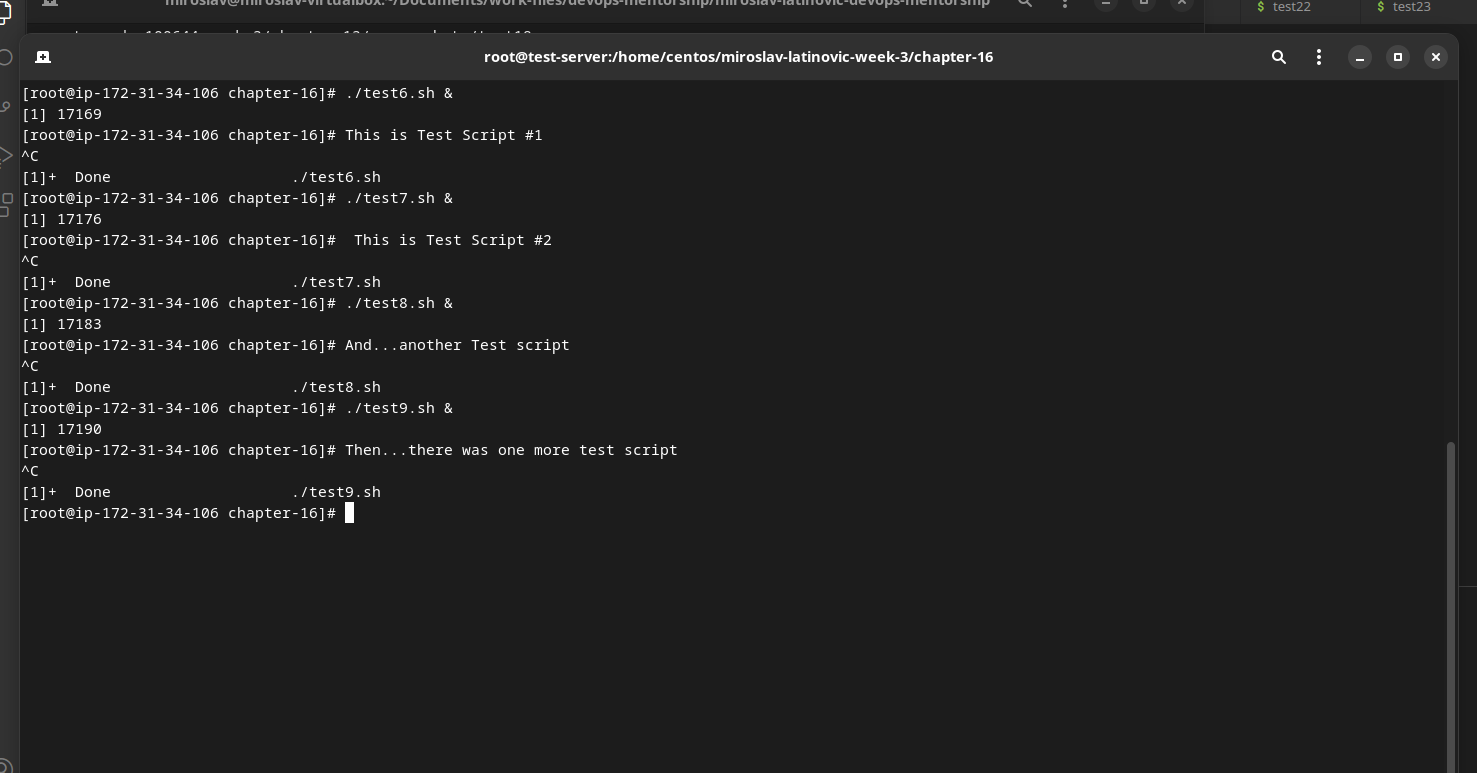 miroslav@miroslav-virtualbox:~/Documents/work-files/devops-mentorship/miroslav-latinovic-devops-mentorship
$ test22
$ test23
root@test-server:/home/centos/miroslav-latinovic-week-3/chapter-16
[root@ip-172-31-34-106 chapter-16]# ./test6.sh &
[1] 17169
[root@ip-172-31-34-106 chapter-16]# This is Test Script #1
^C
[1]+  Done                    ./test6.sh
[root@ip-172-31-34-106 chapter-16]# ./test7.sh &
[1] 17176
[root@ip-172-31-34-106 chapter-16]#  This is Test Script #2
^C
[1]+  Done                    ./test7.sh
[root@ip-172-31-34-106 chapter-16]# ./test8.sh &
[1] 17183
[root@ip-172-31-34-106 chapter-16]# And...another Test script
^C
[1]+  Done                    ./test8.sh
[root@ip-172-31-34-106 chapter-16]# ./test9.sh &
[1] 17190
[root@ip-172-31-34-106 chapter-16]# Then...there was one more test script
^C
[1]+  Done                    ./test9.sh
[root@ip-172-31-34-106 chapter-16]#